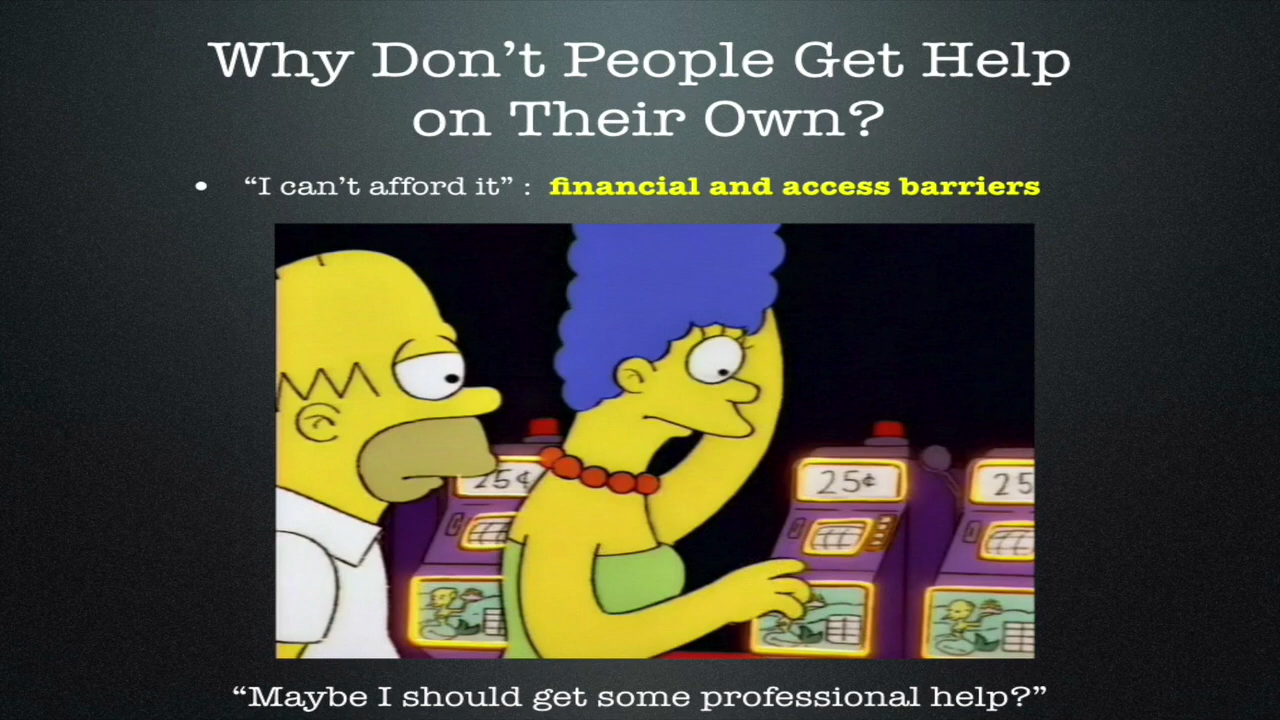 Why Don't People Get Help
on Their Own?
• “I can't afford it” : financial and access barriers
25¢
25¢
25
“Maybe I should get some professional help?”